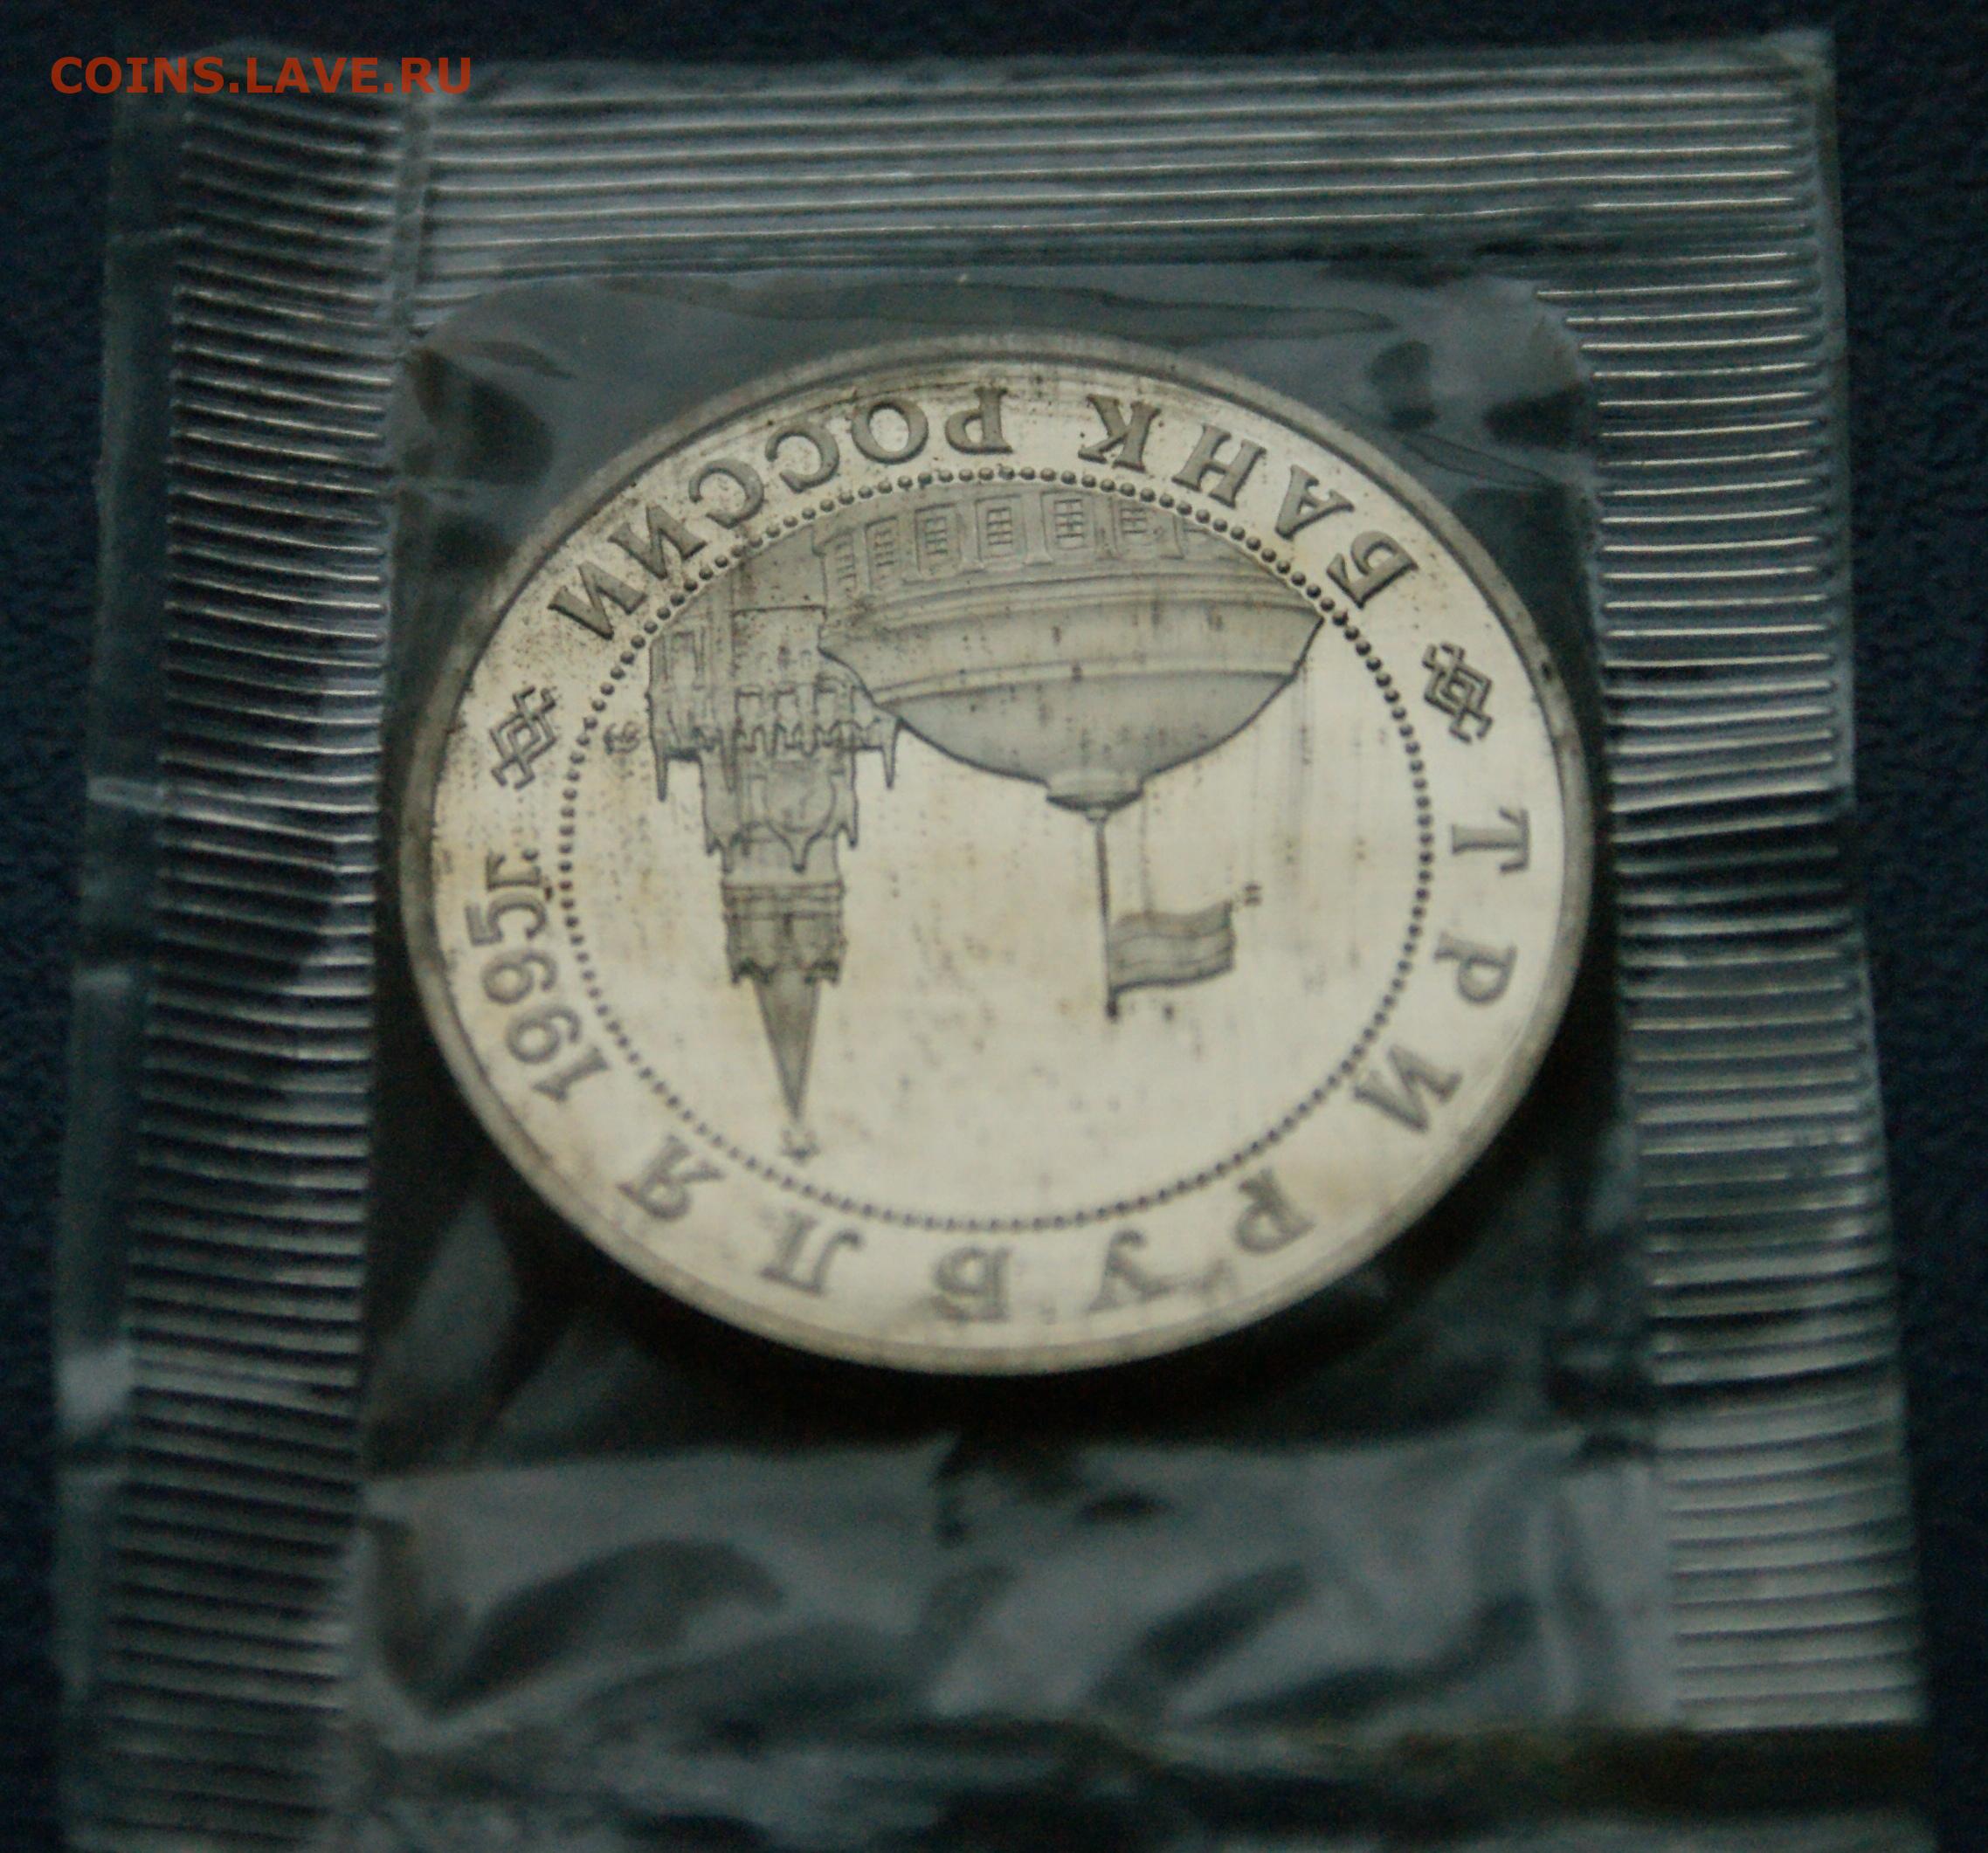 COINS.LAVE.RU
БАНК РОССИИ
ТРИ РУБЛЯ 1995г.